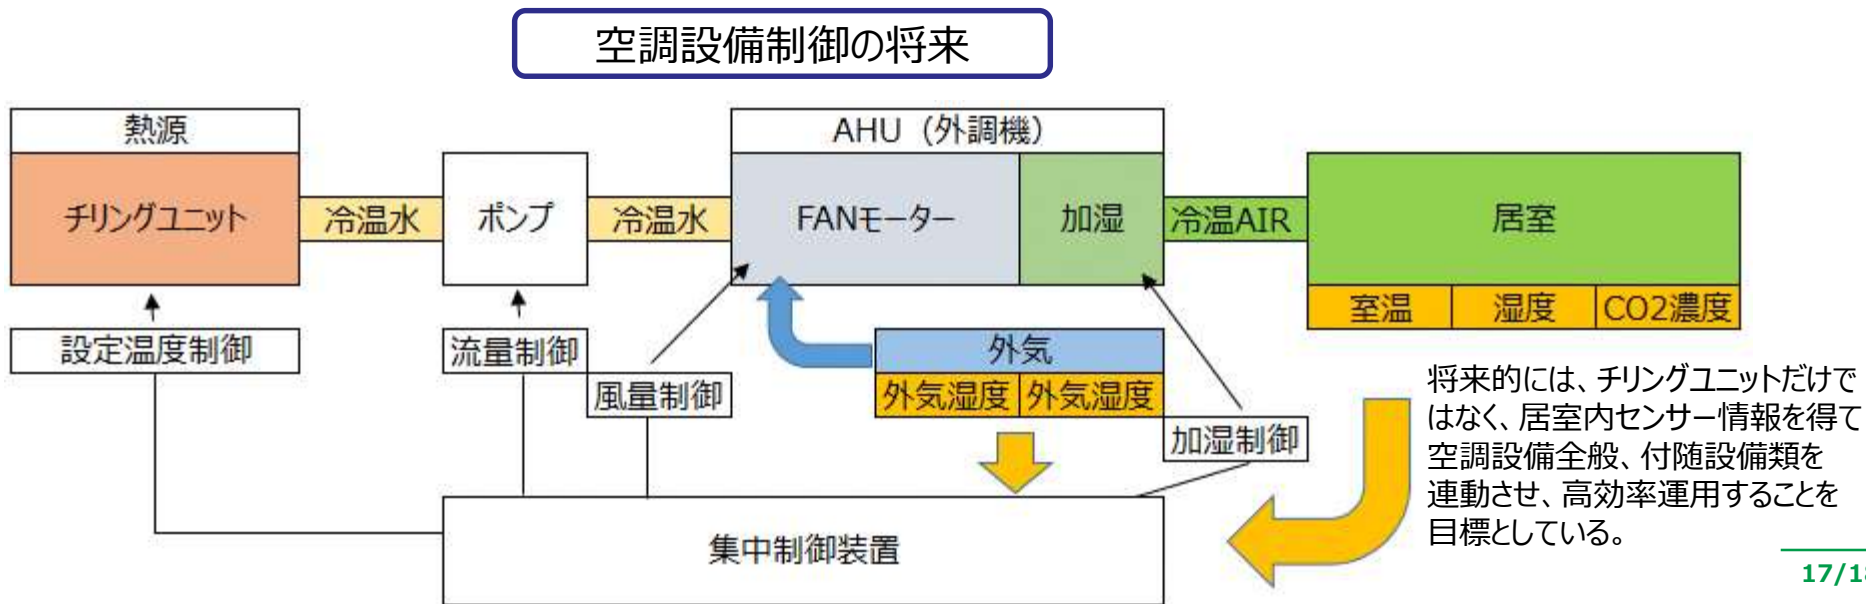 空調設備制御の将来
熱源
AHU（外調機）
チリングユニット
冷温水
ポンプ
冷温水
FANモーター
加湿
冷温AIR
居室
室温
湿度
CO2濃度
設定温度制御
流量制御
外気
風量制御
外気湿度
外気湿度
加湿制御
将来的には、チリングユニットだけで
はなく、居室内センサー情報を得て
空調設備全般、付随設備類を
連動させ、高効率運用することを
目標としている。
集中制御装置